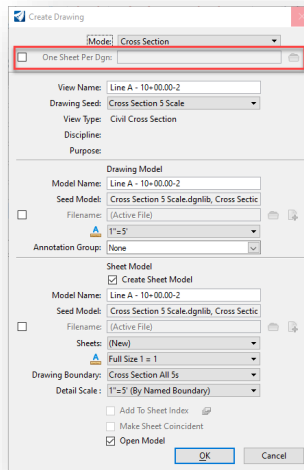 Create Drawing
Mode: Cross Section
One Sheet Per Dgn:
View Name: Line A - 10+00.00-2
Drawing Seed: Cross Section 5 Scale
View Type: Civil Cross Section
Discipline:
Purpose:
Drawing Model
Model Name: Line A - 10+00.00-2
Seed Model: Cross Section 5 Scale.dgnlib, Cross Sectic
Filename: (Active File)
1"=5'
Annotation Group: None
Sheet Model
Create Sheet Model
Model Name: Line A - 10+00.00-2
Seed Model: Cross Section 5 Scale.dgnlib, Cross Sectic
Filename: (Active File)
Sheets: (New)
Full Size 1 = 1
Drawing Boundary: Cross Section All 5s
Detail Scale : 1"=5' (By Named Boundary)
Add To Sheet Index
Make Sheet Coincident
Open Model
OK Cancel